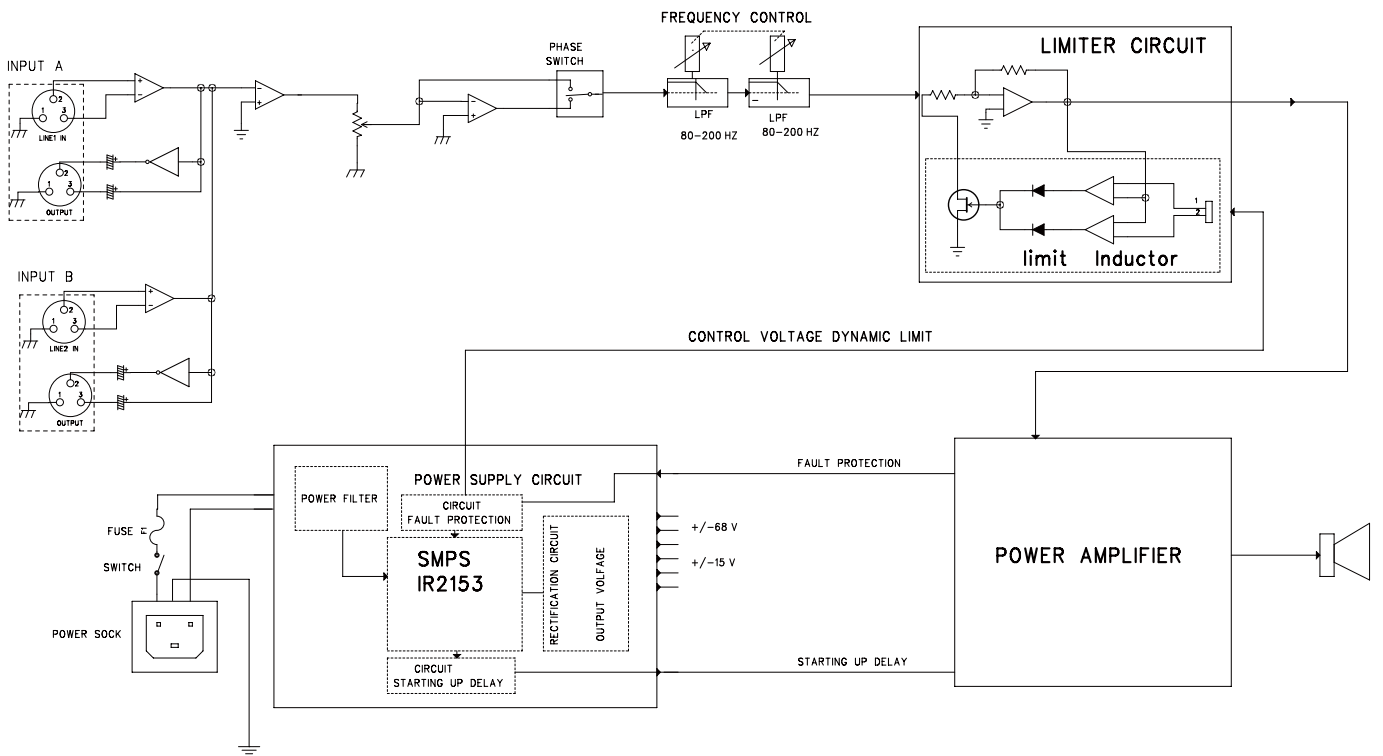 FREQUENCY CONTROL
LIMITER CIRCUIT
PHASE
SWITCH
INPUT A
2
1
3
LINE1 IN
+
-
-
+
-
+
LPF
80-200 HZ
-
LPF
80-200 HZ
+
2
1
3
OUTPUT
+
1
2
limit Inductor
INPUT B
2
1
3
LINE2 IN
+
-
+
2
1
3
OUTPUT
+
CONTROL VOLTAGE DYNAMIC LIMIT
POWER SUPPLY CIRCUIT
POWER FILTER
CIRCUIT
FAULT PROTECTION
FAULT PROTECTION
FUSE
F1
SWITCH
POWER SOCK
SMPS
IR2153
RECTIFICATION CIRCUIT
OUTPUT VOLFAGE
+/-68 V
+/-15 V
POWER AMPLIFIER
CIRCUIT
STARTING UP DELAY
STARTING UP DELAY